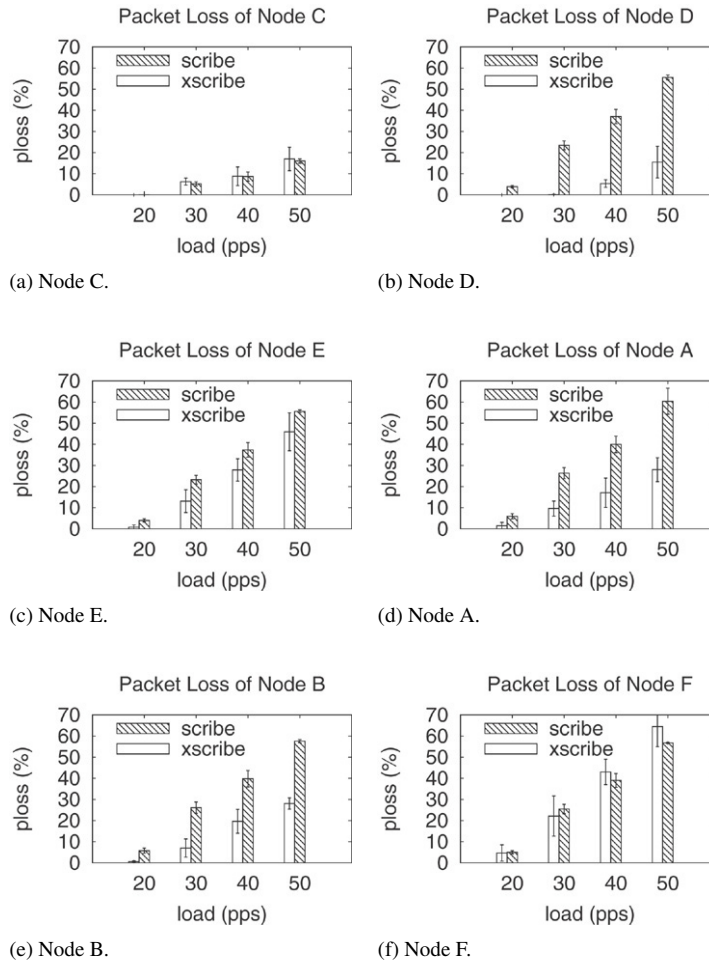 Packet Loss of Node C
70
60
50
40
30
20
10
0
ploss (%)
scribe
xscribe
20 30 40 50
load (pps)
(a) Node C.
Packet Loss of Node D
70
60
50
40
30
20
10
0
ploss (%)
scribe
xscribe
20 30 40 50
load (pps)
(b) Node D.
Packet Loss of Node E
70
60
50
40
30
20
10
0
ploss (%)
scribe
xscribe
20 30 40 50
load (pps)
(c) Node E.
Packet Loss of Node A
70
60
50
40
30
20
10
0
ploss (%)
scribe
xscribe
20 30 40 50
load (pps)
(d) Node A.
Packet Loss of Node B
70
60
50
40
30
20
10
0
ploss (%)
scribe
xscribe
20 30 40 50
load (pps)
(e) Node B.
Packet Loss of Node F
70
60
50
40
30
20
10
0
ploss (%)
scribe
xscribe
20 30 40 50
load (pps)
(f) Node F.